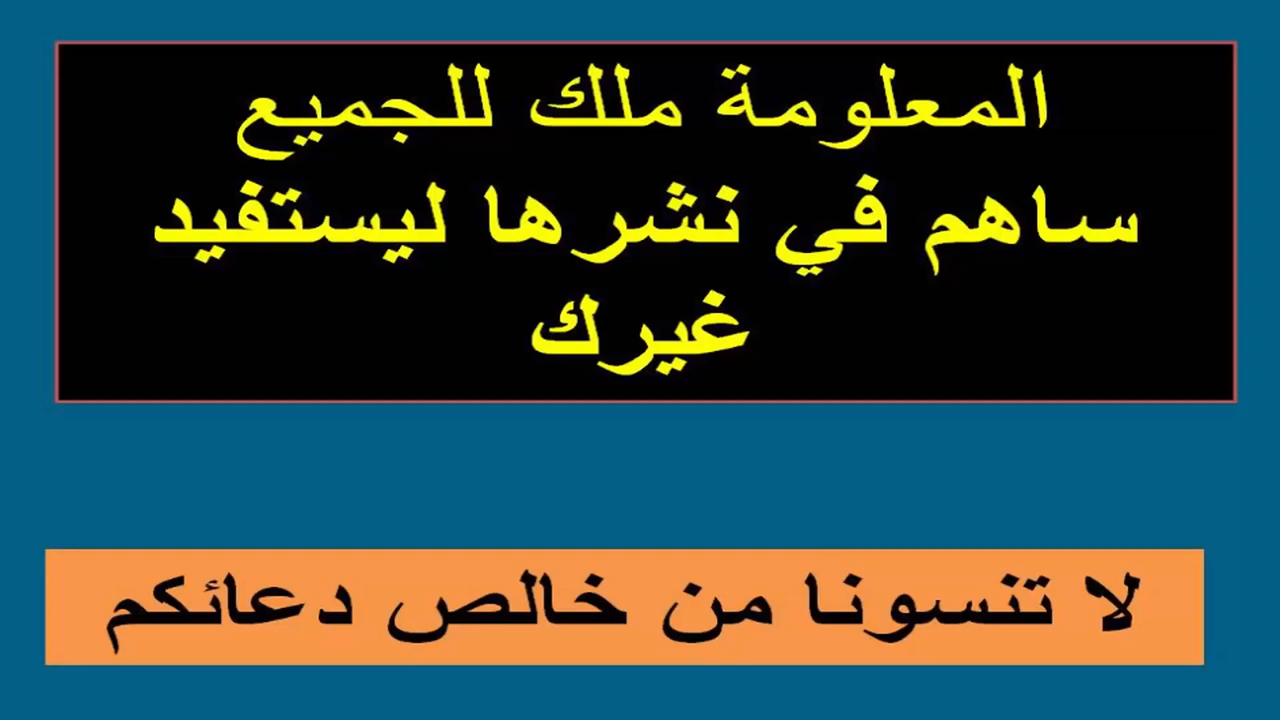 المعلومة ملك للجميع
ساهم في نشرها ليستفيد
غيرك
لا تنسونا من خالص دعائكم